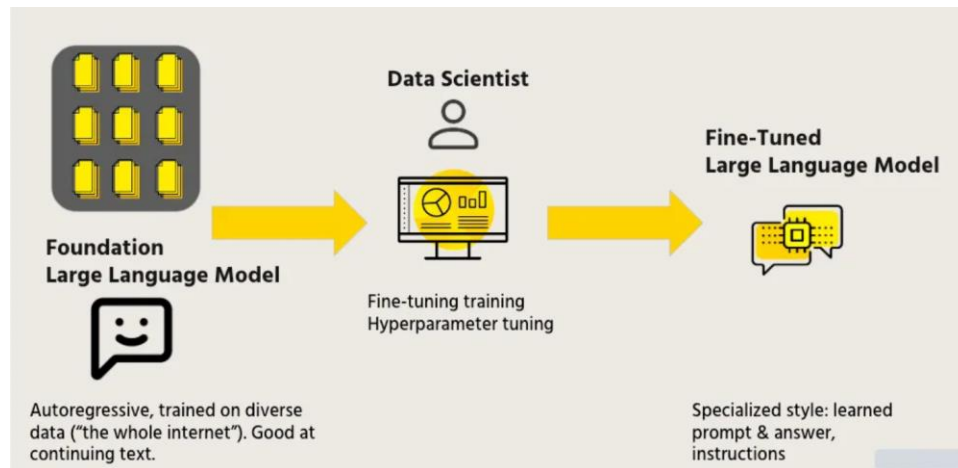 Foundation
Large Language Model
Autoregressive, trained on diverse
data ("the whole internet"). Good at
continuing text.
Data Scientist
Fine-tuning training
Hyperparameter tuning
Fine-Tuned
Large Language Model
Specialized style: learned
prompt & answer,
instructions